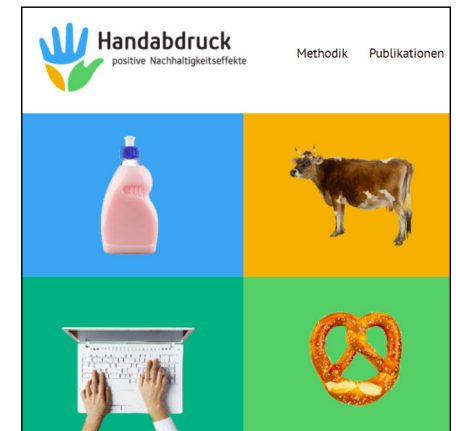 Handabdruck
positive Nachhaltigkeitseffekte
Methodik Publikationen